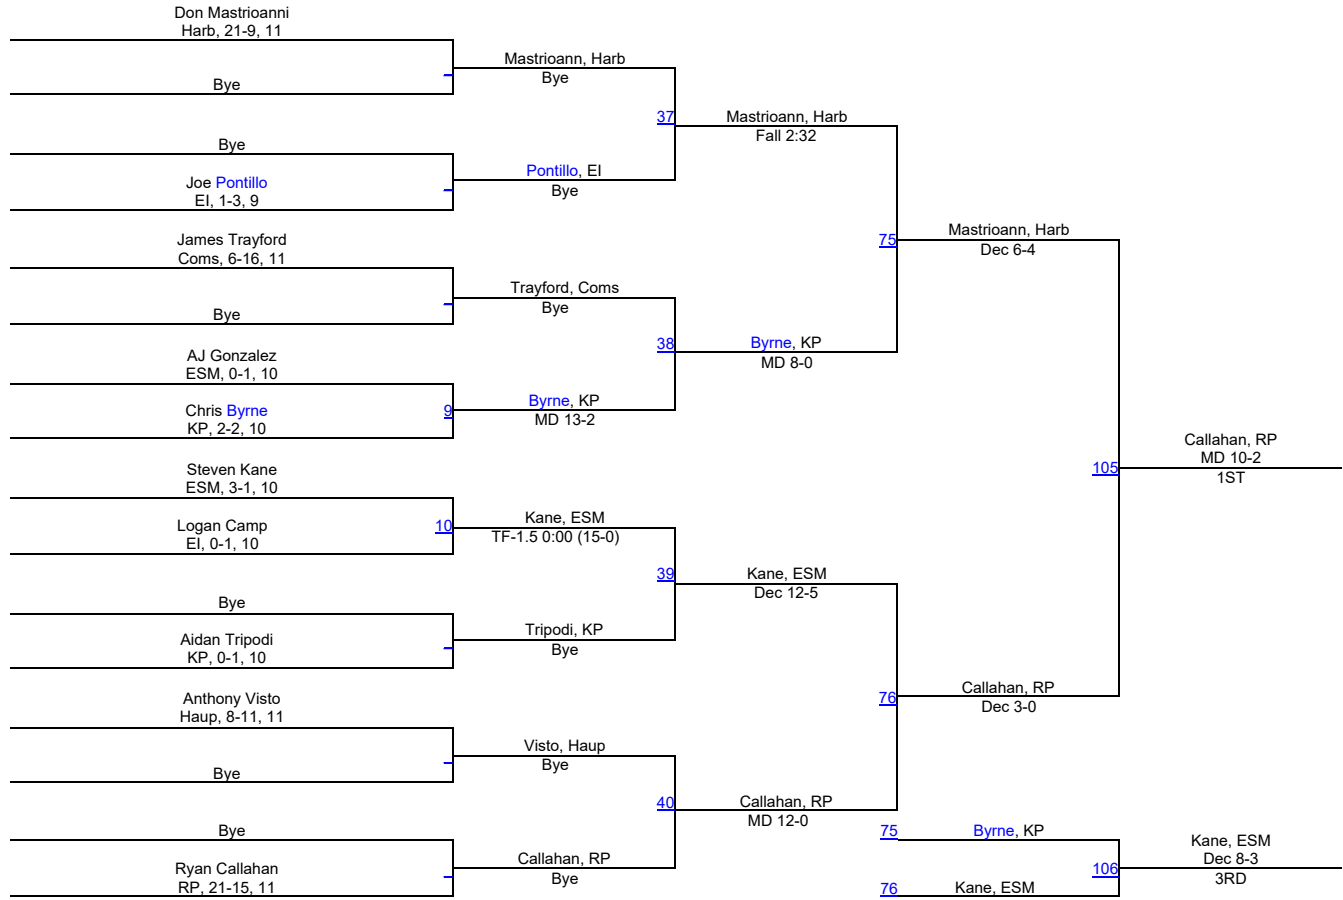 Don Mastrioanni
Harb, 21-9, 11
Bye
Bye
Joe Pontillo
EI, 1-3, 9
James Trayford
Coms, 6-16, 11
Bye
AJ Gonzalez
ESM, 0-1, 10
Chris Byrne
KP, 2-2, 10
9
Steven Kane
ESM, 3-1, 10
Logan Camp
EI, 0-1, 10
10
Bye
Aidan Tripodi
KP, 0-1, 10
Anthony Visto
Haup, 8-11, 11
Bye
Bye
Ryan Callahan
RP, 21-15, 11
Mastrioann, Harb
Bye
37
Pontillo, EI
Bye
Trayford, Coms
Bye
38
Byrne, KP
MD 13-2
Kane, ESM
TF-1.5 0:00 (15-0)
39
Tripodi, KP
Bye
Visto, Haup
Bye
40
Callahan, RP
Bye
Mastrioann, Harb
Fall 2:32
75
Byrne, KP
MD 8-0
Kane, ESM
Dec 12-5
76
Callahan, RP
MD 12-0
Mastrioann, Harb
Dec 6-4
105
Callahan, RP
Dec 3-0
Callahan, RP
MD 10-2
1ST
75
Byrne, KP
106
76
Kane, ESM
Kane, ESM
Dec 8-3
3RD